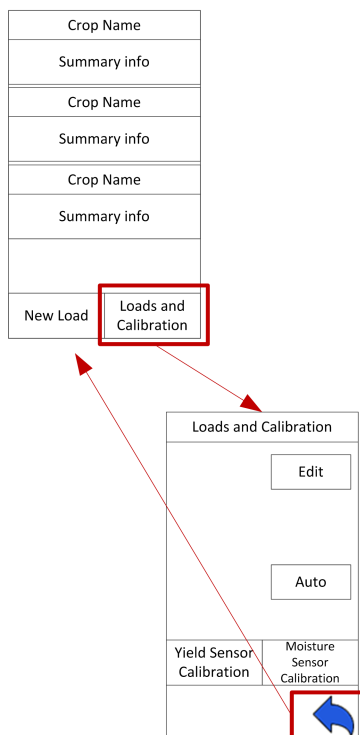 Crop Name
Summary info
Crop Name
Summary info
Crop Name
Summary info
New Load
Loads and
Calibration
Loads and Calibration
Edit
Auto
Yield Sensor
Calibration
Moisture
Sensor
Calibration